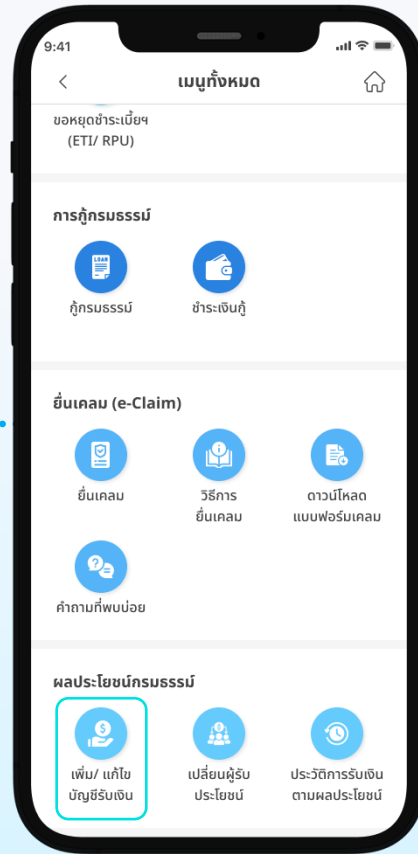 9:41
เมนูทั้งหมด
ขอหยุดชำระเบี้ยฯ
(ETI/ RPU)
การกู้กรมธรรม์
LOAN
กู้กรมธรรม์
ชำระเงินกู้
ยื่นเคลม (e-Claim)
ยื่นเคลม
วิธีการ
ยื่นเคลม
ดาวน์โหลด
แบบฟอร์มเคลม
คำถามที่พบบ่อย
ผลประโยชน์กรมธรรม์
เพิ่ม/ แก้ไข
บัญชีรับเงิน
เปลี่ยนผู้รับ
ประโยชน์
ประวัติการรับเงิน
ตามผลประโยชน์